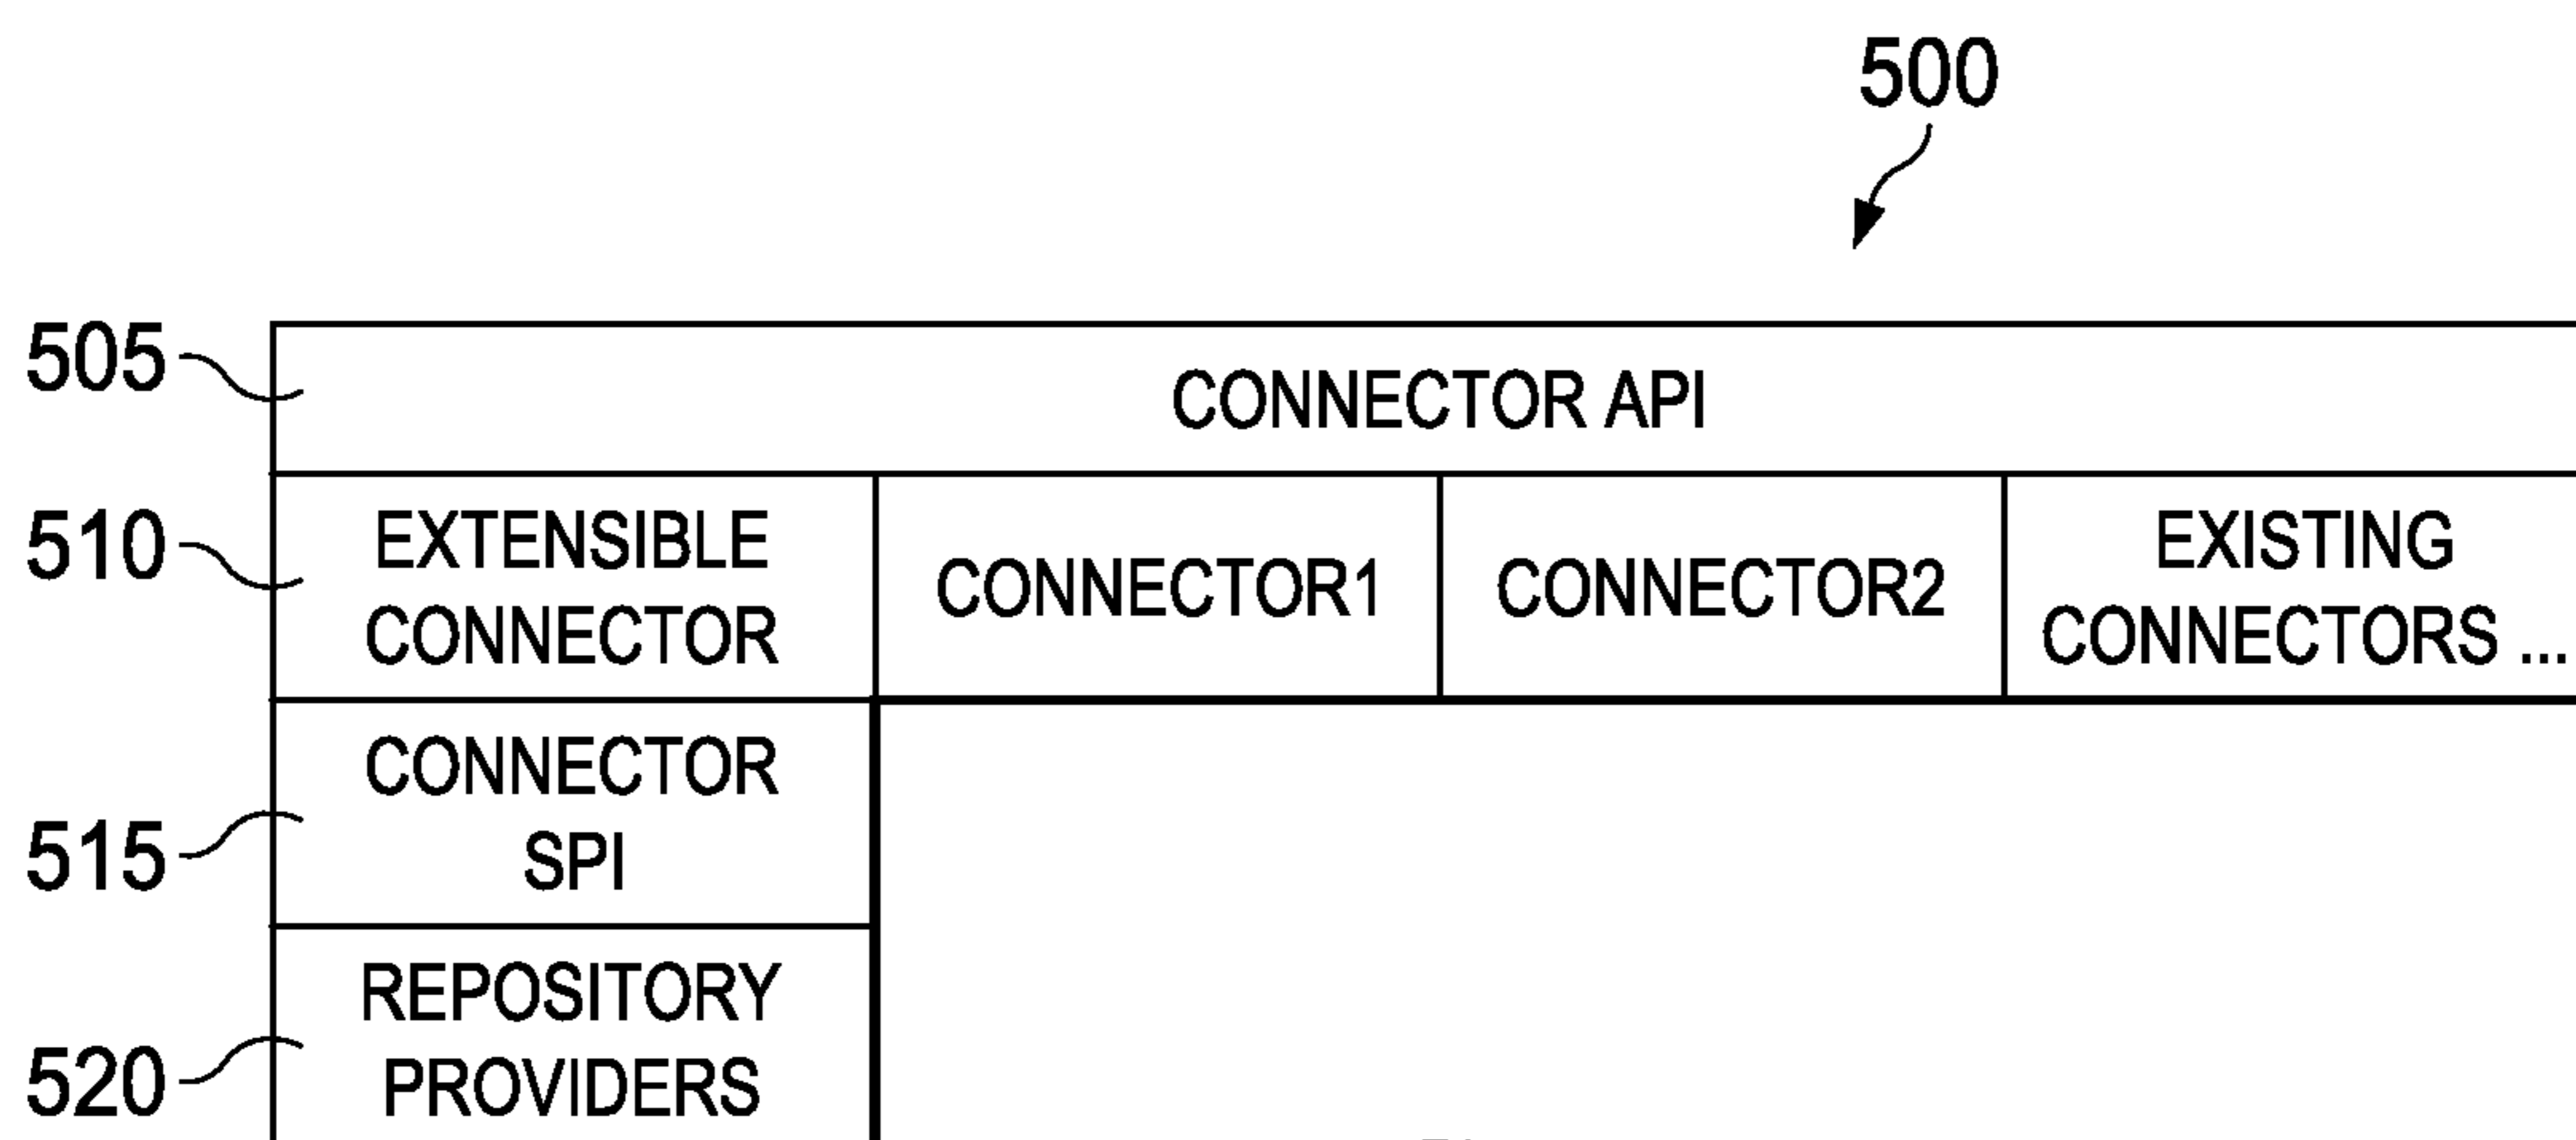 500
505
CONNECTOR API
510
EXTENSIBLE
CONNECTOR
CONNECTOR1
CONNECTOR2
EXISTING
CONNECTORS ...
515
CONNECTOR
SPI
520
REPOSITORY
PROVIDERS